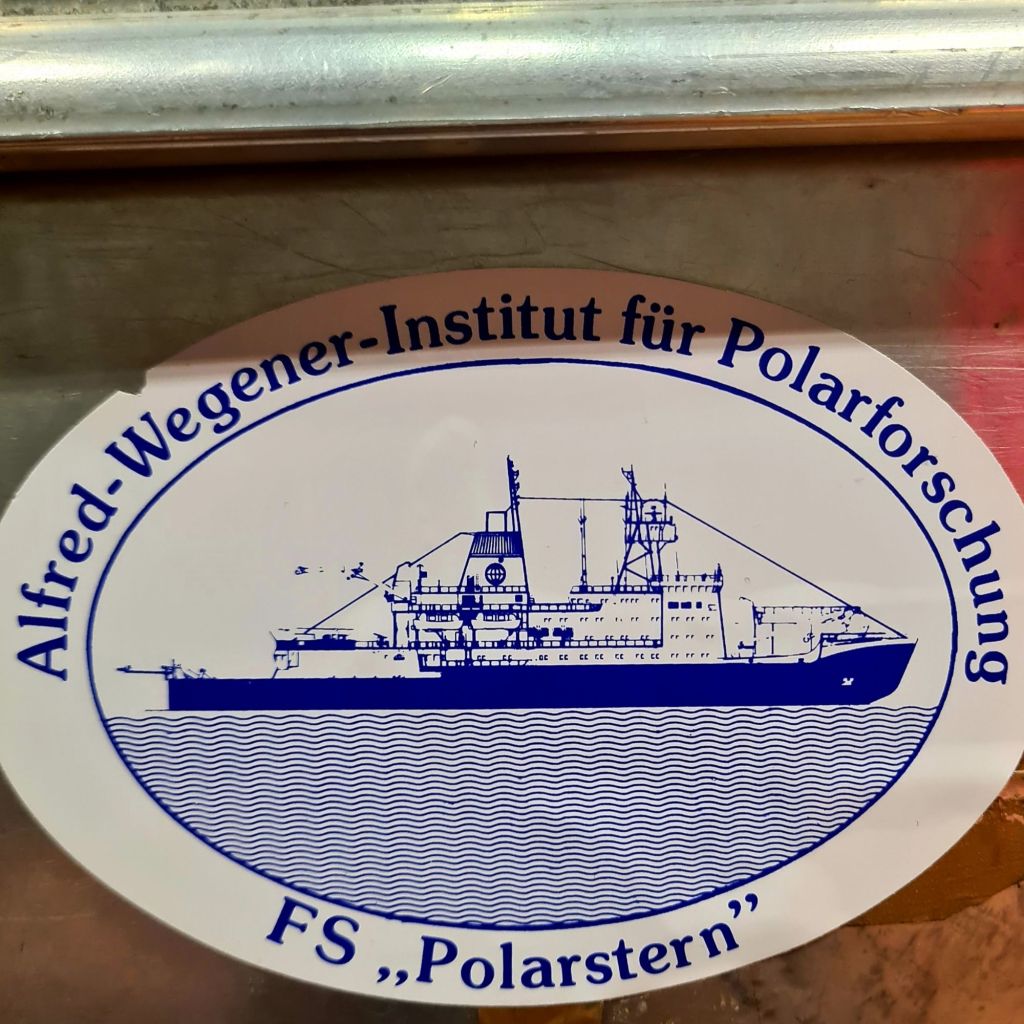 Alfred-Wegener-Institut für Polarforschung
FS „Polarstern”